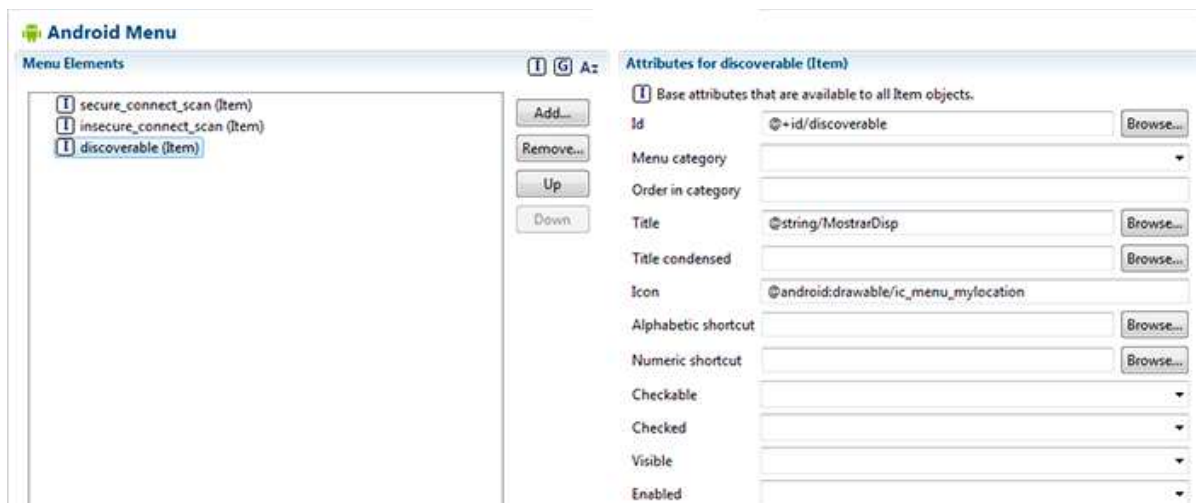 Android Menu
Menu Elements
I G Az
I secure_connect_scan (Item)
I insecure_connect_scan (Item)
I discoverable (Item)
Add...
Remove...
Up
Down
Attributes for discoverable (Item)
I Base attributes that are available to all Item objects.
Id @+id/discoverable Browse...
Menu category
Order in category
Title @string/MostrarDisp Browse...
Title condensed Browse...
Icon @android:drawable/ic_menu_mylocation
Alphabetic shortcut Browse...
Numeric shortcut Browse...
Checkable
Checked
Visible
Enabled